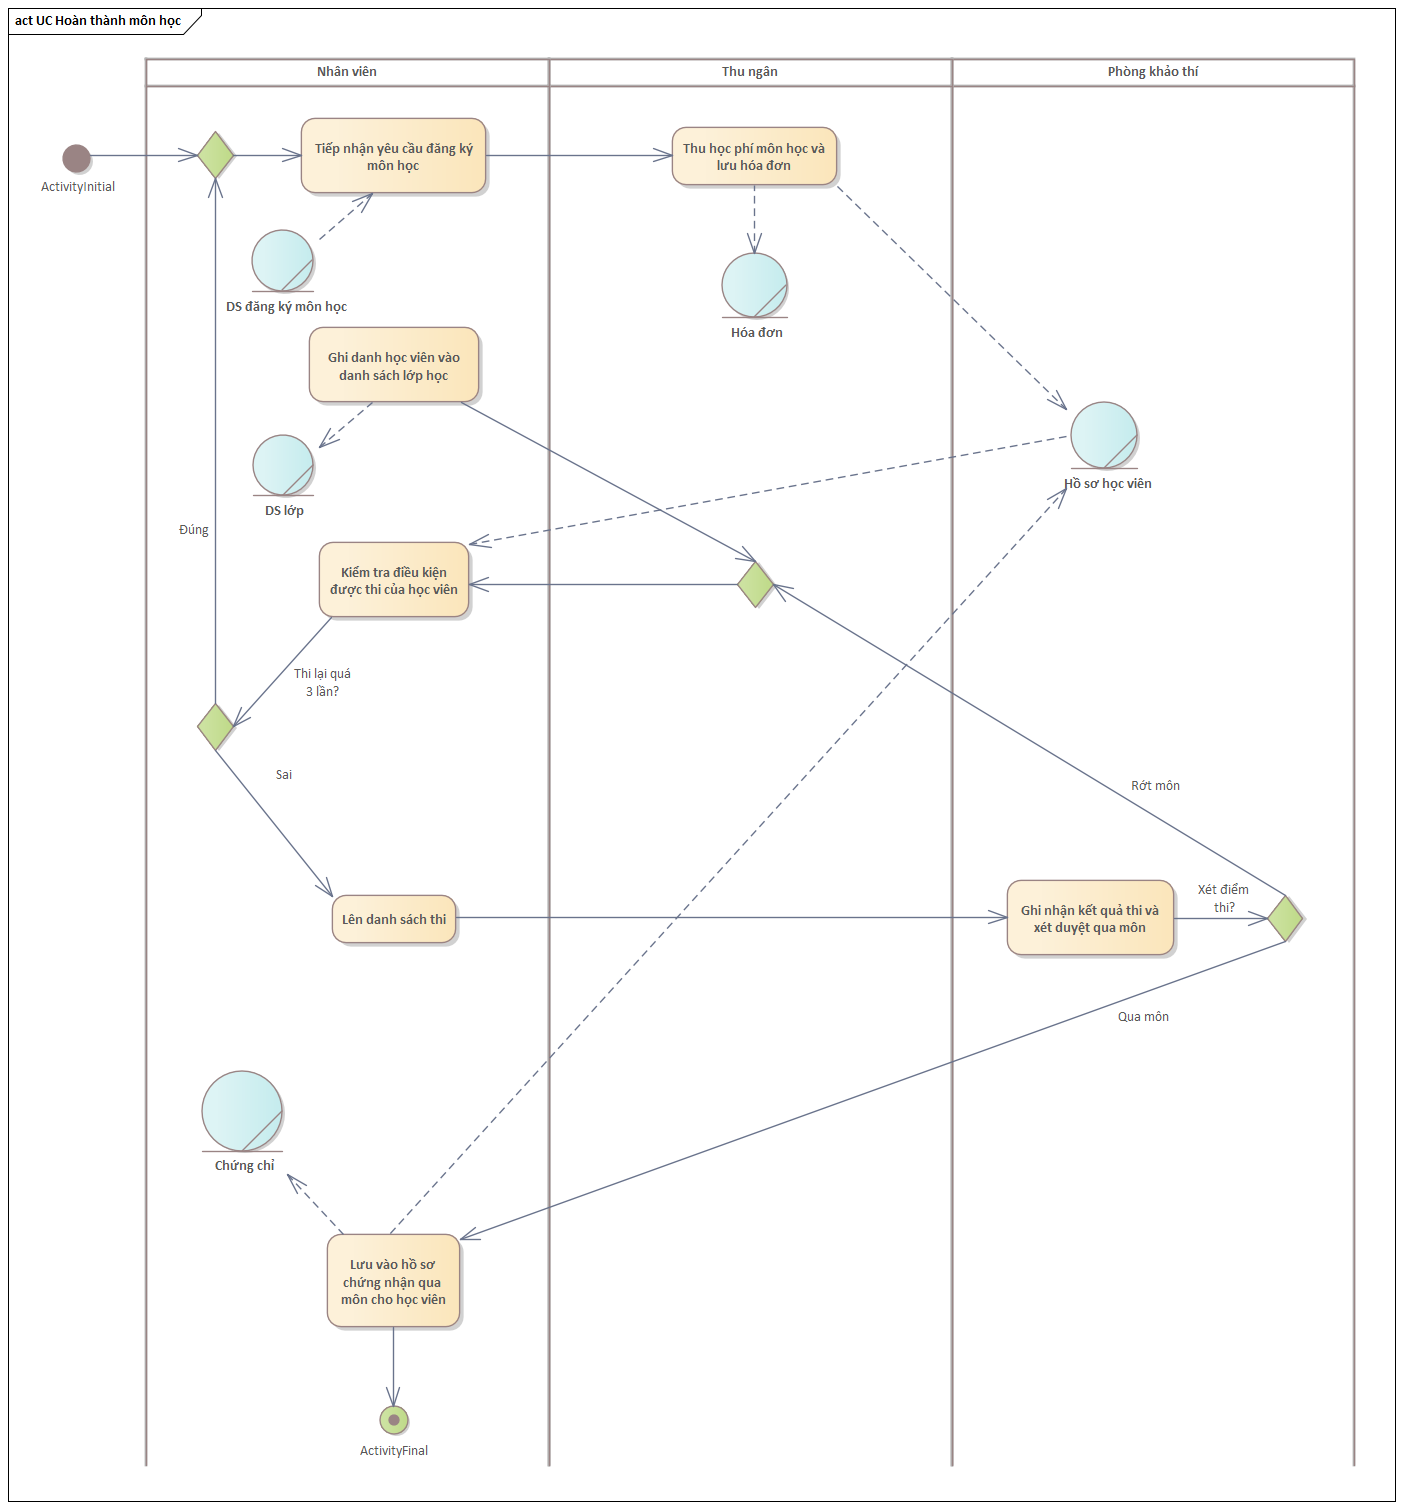 act UC Hoàn thành môn học
Nhân viên
Thu ngân
Phòng khảo thí
ActivityInitial
Tiếp nhận yêu cầu đăng ký
môn học
Thu học phí môn học và
lưu hóa đơn
DS đăng ký môn học
Hóa đơn
Ghi danh học viên vào
danh sách lớp học
Hồ sơ học viên
DS lớp
Đúng
Kiểm tra điều kiện
được thi của học viên
Thi lại quá
3 lần?
Sai
Rớt môn
Lên danh sách thi
Ghi nhận kết quả thi và
xét duyệt qua môn
Xét điểm
thi?
Qua môn
Chứng chỉ
Lưu vào hồ sơ
chứng nhận qua
môn cho học viên
ActivityFinal